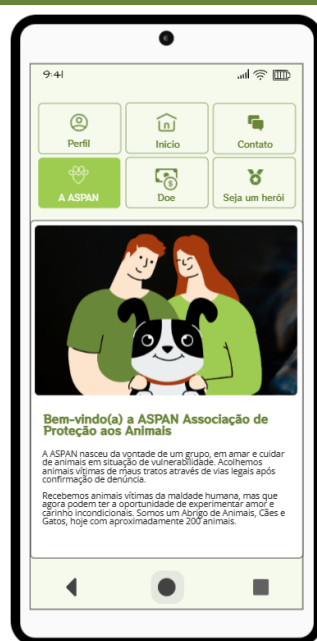 9:41
Perfil
Início
Contato
A ASPAN
Doe
Seja um herói
Bem-vindo(a) a ASPAN Associação de
Proteção aos Animais
A ASPAN nasceu da vontade de um grupo, em amar e cuidar
de animais em situação de vulnerabilidade. Acolhemos
animais vítimas de maus tratos através de vias legais após
confirmação de denúncia.
Recebemos animais vítimas da maldade humana, mas que
agora podem ter a oportunidade de experimentar amor e
carinho incondicionais. Somos um Abrigo de Animais, Cães e
Gatos, hoje com aproximadamente 200 animais.